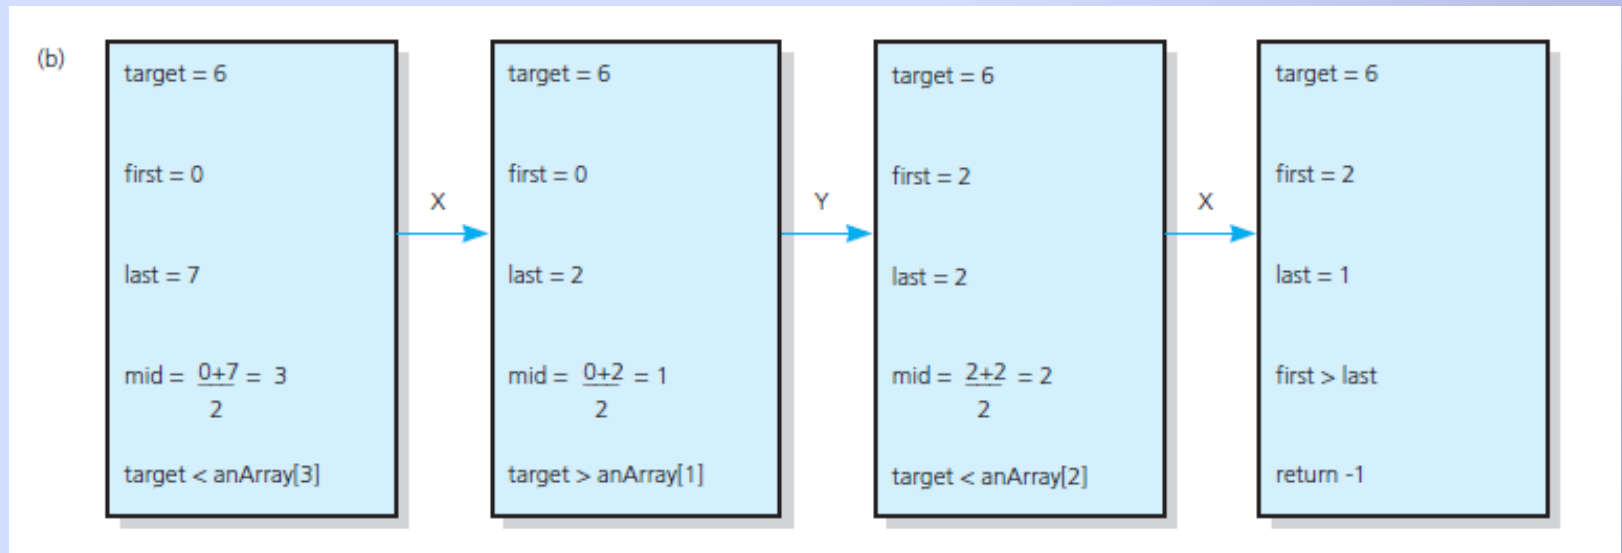 (b)
target = 6
first = 0
last = 7
mid = 0+7 = 3
2
target < anArray[3]
X
target = 6
first = 0
last = 2
mid = 0+2 = 1
2
target > anArray[1]
Y
target = 6
first = 2
last = 2
mid = 2+2 = 2
2
target < anArray[2]
X
target = 6
first = 2
last = 1
first > last
return -1